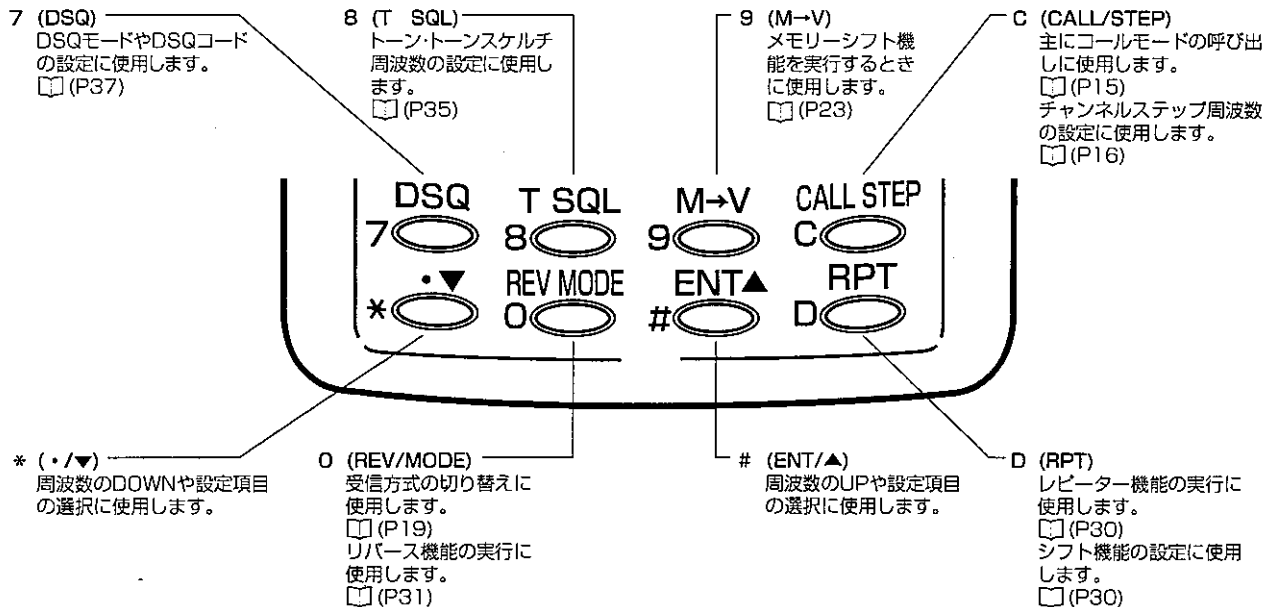 7 (DSQ)
DSQモードやDSQコード
の設定に使用します。
(P37)
8 (T SQL)
トーン・トーンスケルチ
周波数の設定に使用し
ます。
(P35)
9 (M→V)
メモリーシフト機
能を実行するとき
に使用します。
(P23)
C (CALL/STEP)
主にコールモードの呼び出
しに使用します。
(P15)
チャンネルステップ周波数
の設定に使用します。
(P16)
DSQ T SQL M→V CALL STEP
7 8 9 C
・▼ REV MODE ENT▲ RPT
* 0 # D
* (・/▼)
周波数のDOWNや設定項目
の選択に使用します。
0 (REV/MODE)
受信方式の切り替えに
使用します。
(P19)
リバース機能の実行に
使用します。
(P31)
# (ENT/▲)
周波数のUPや設定項目
の選択に使用します。
D (RPT)
レピーター機能の実行に
使用します。
(P30)
シフト機能の設定に使用
します。
(P30)